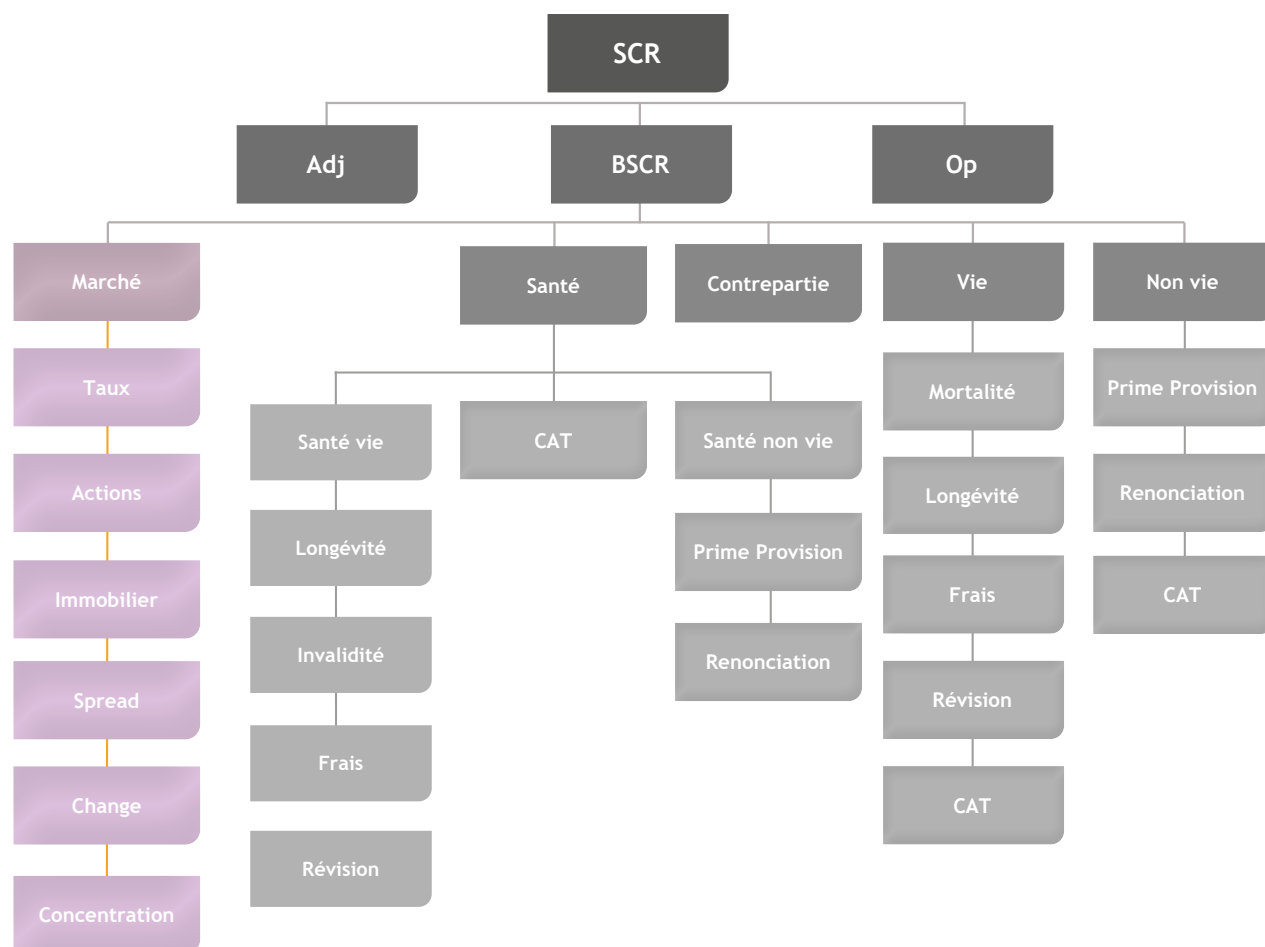 SCR
Adj
BSCR
Op
Marché
Santé
Contrepartie
Vie
Non vie
Taux
Actions
Immobilier
Spread
Change
Concentration
Santé vie
Longévité
Invalidité
Frais
Révision
CAT
Santé non vie
Prime Provision
Renonciation
Mortalité
Longévité
Frais
Révision
CAT
Prime Provision
Renonciation
CAT